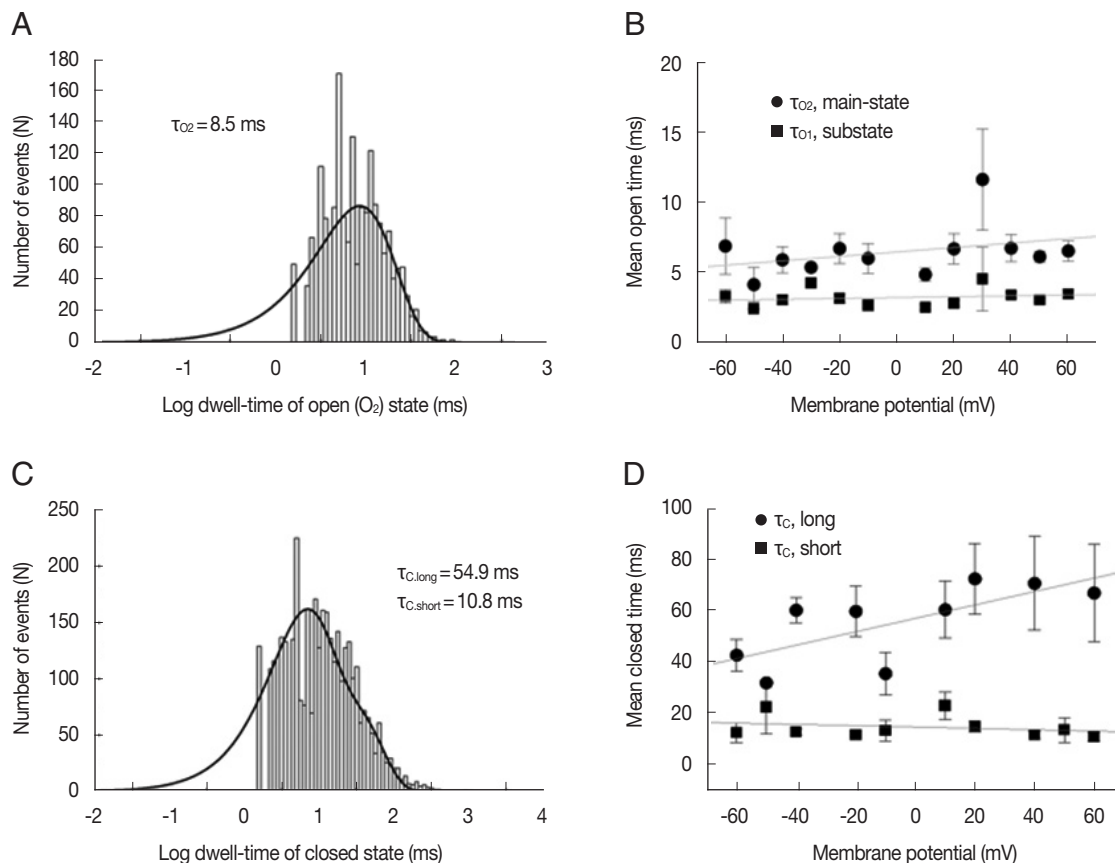 A
Number of events (N)
180
160
140
120
100
80
60
40
20
0
τO2 = 8.5 ms
-2 -1 0 1 2 3
Log dwell-time of open (O2) state (ms)
B
Mean open time (ms)
20
15
10
5
0
τO2, main-state
τO1, substate
-60 -40 -20 0 20 40 60
Membrane potential (mV)
C
Number of events (N)
250
200
150
100
50
0
τC.long = 54.9 ms
τC.short = 10.8 ms
-2 -1 0 1 2 3 4
Log dwell-time of closed state (ms)
D
Mean closed time (ms)
100
80
60
40
20
0
τC, long
τC, short
-60 -40 -20 0 20 40 60
Membrane potential (mV)